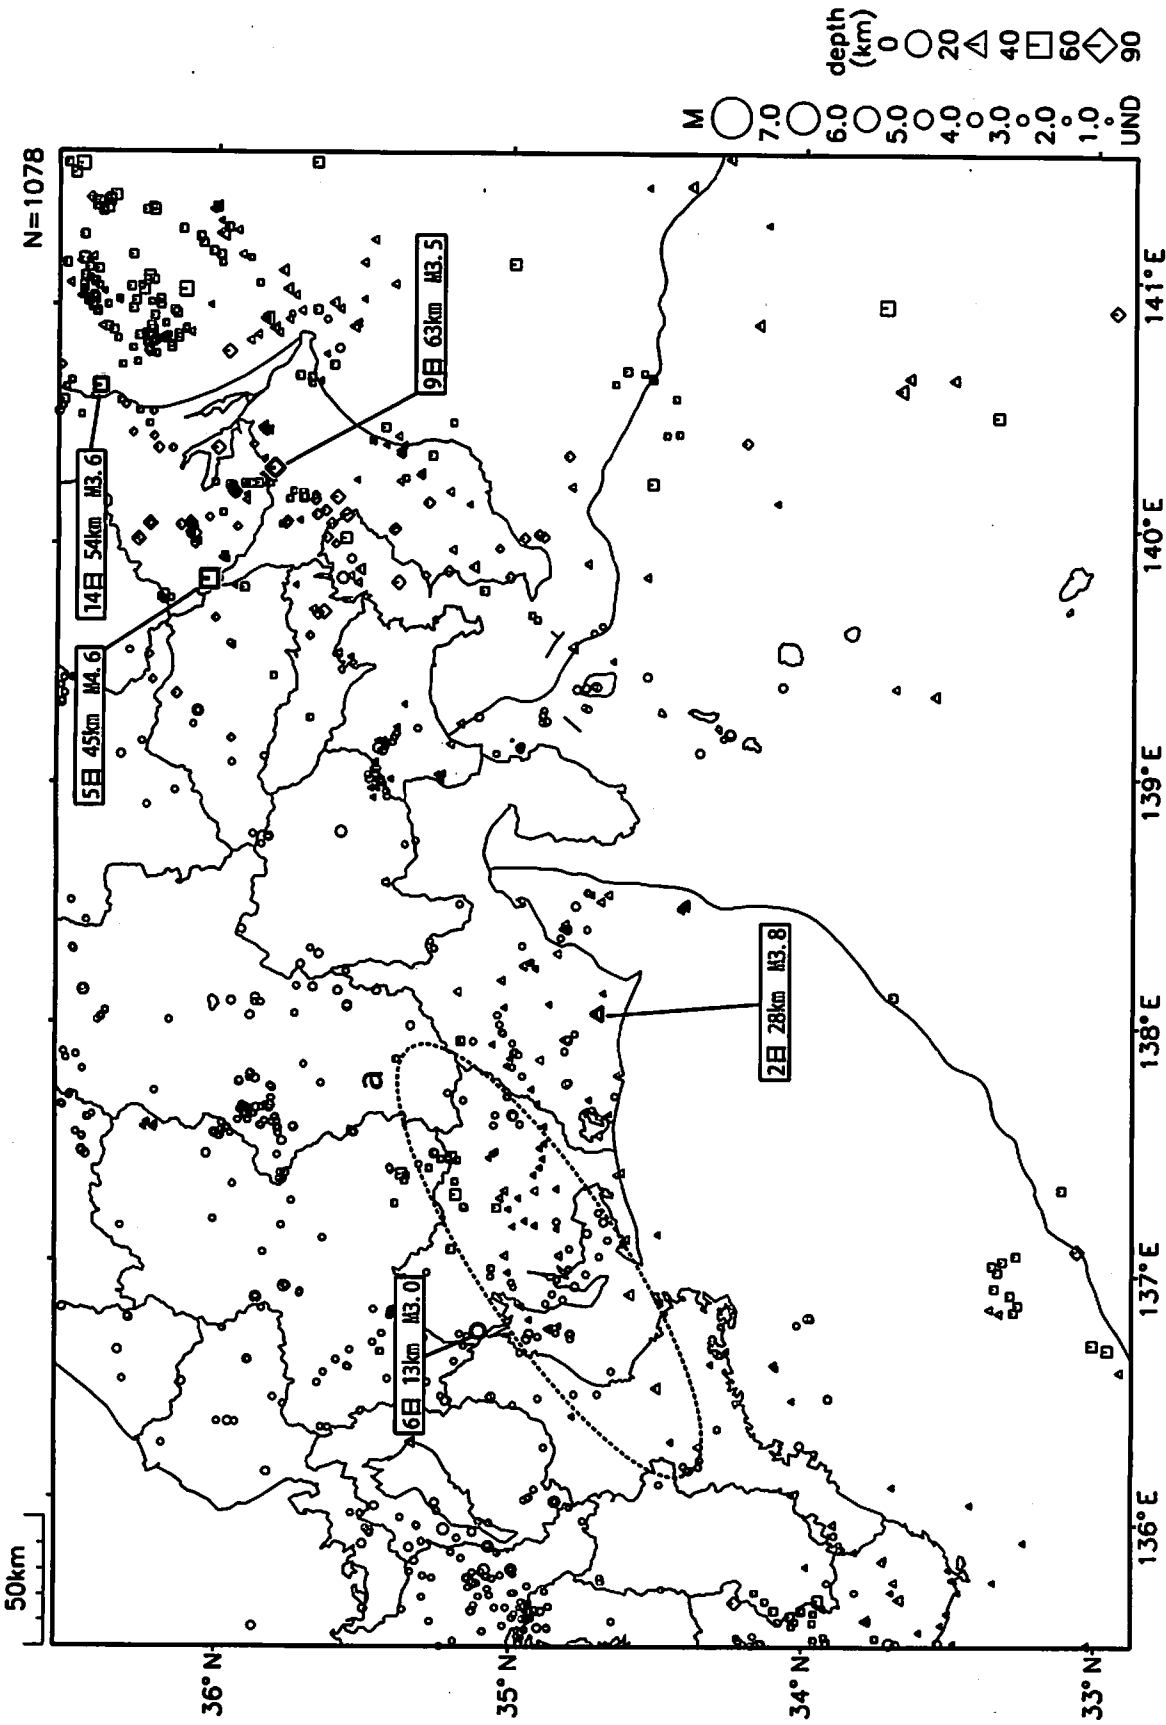 N=1078
50km
36°N
35°N
34°N
33°N
136°E
137°E
138°E
139°E
140°E
141°E
14日 54km M3.6
5日 45km M4.6
9日 63km M3.5
2日 28km M3.8
6日 13km M3.0
a
M
7.0
6.0
5.0
4.0
3.0
2.0
1.0
UND
depth
(km)
0
20
40
60
90